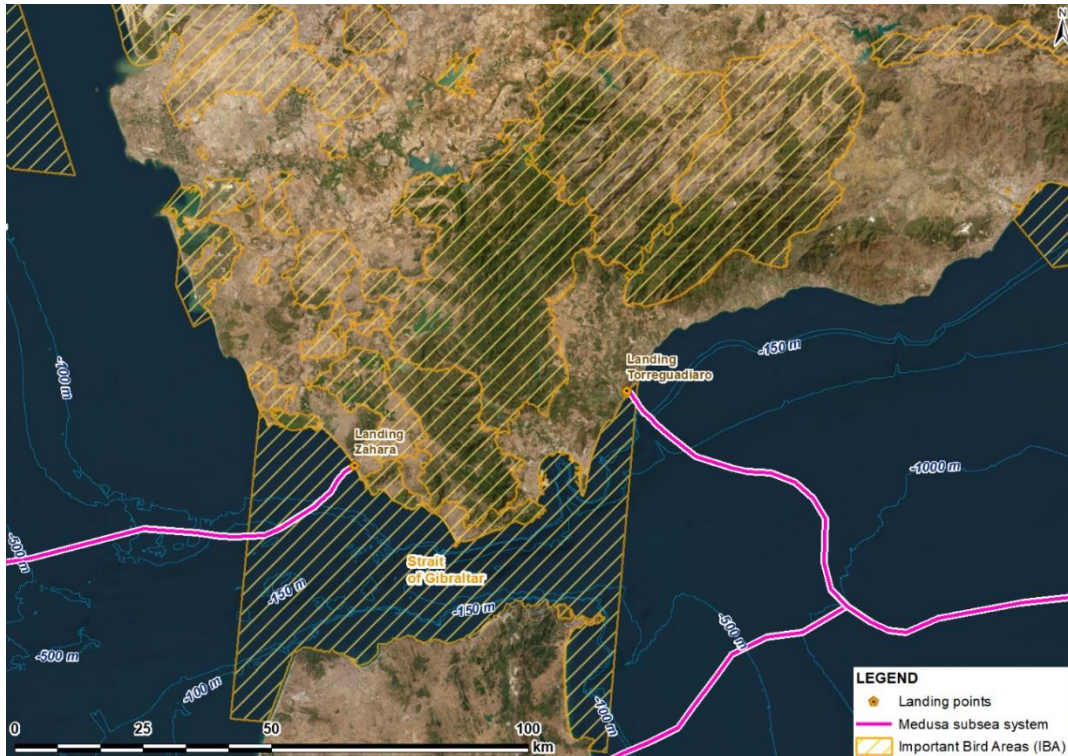 N
-100 m
-150 m
Landing
Torreguadiaro
Landing
Zahara
-1000 m
-500 m
Strait
of Gibraltar
-150 m
-150 m
-500 m
-500 m
-100 m
-100 m
0 25 50 100
km
LEGEND
Landing points
Medusa subsea system
Important Bird Areas (IBA)